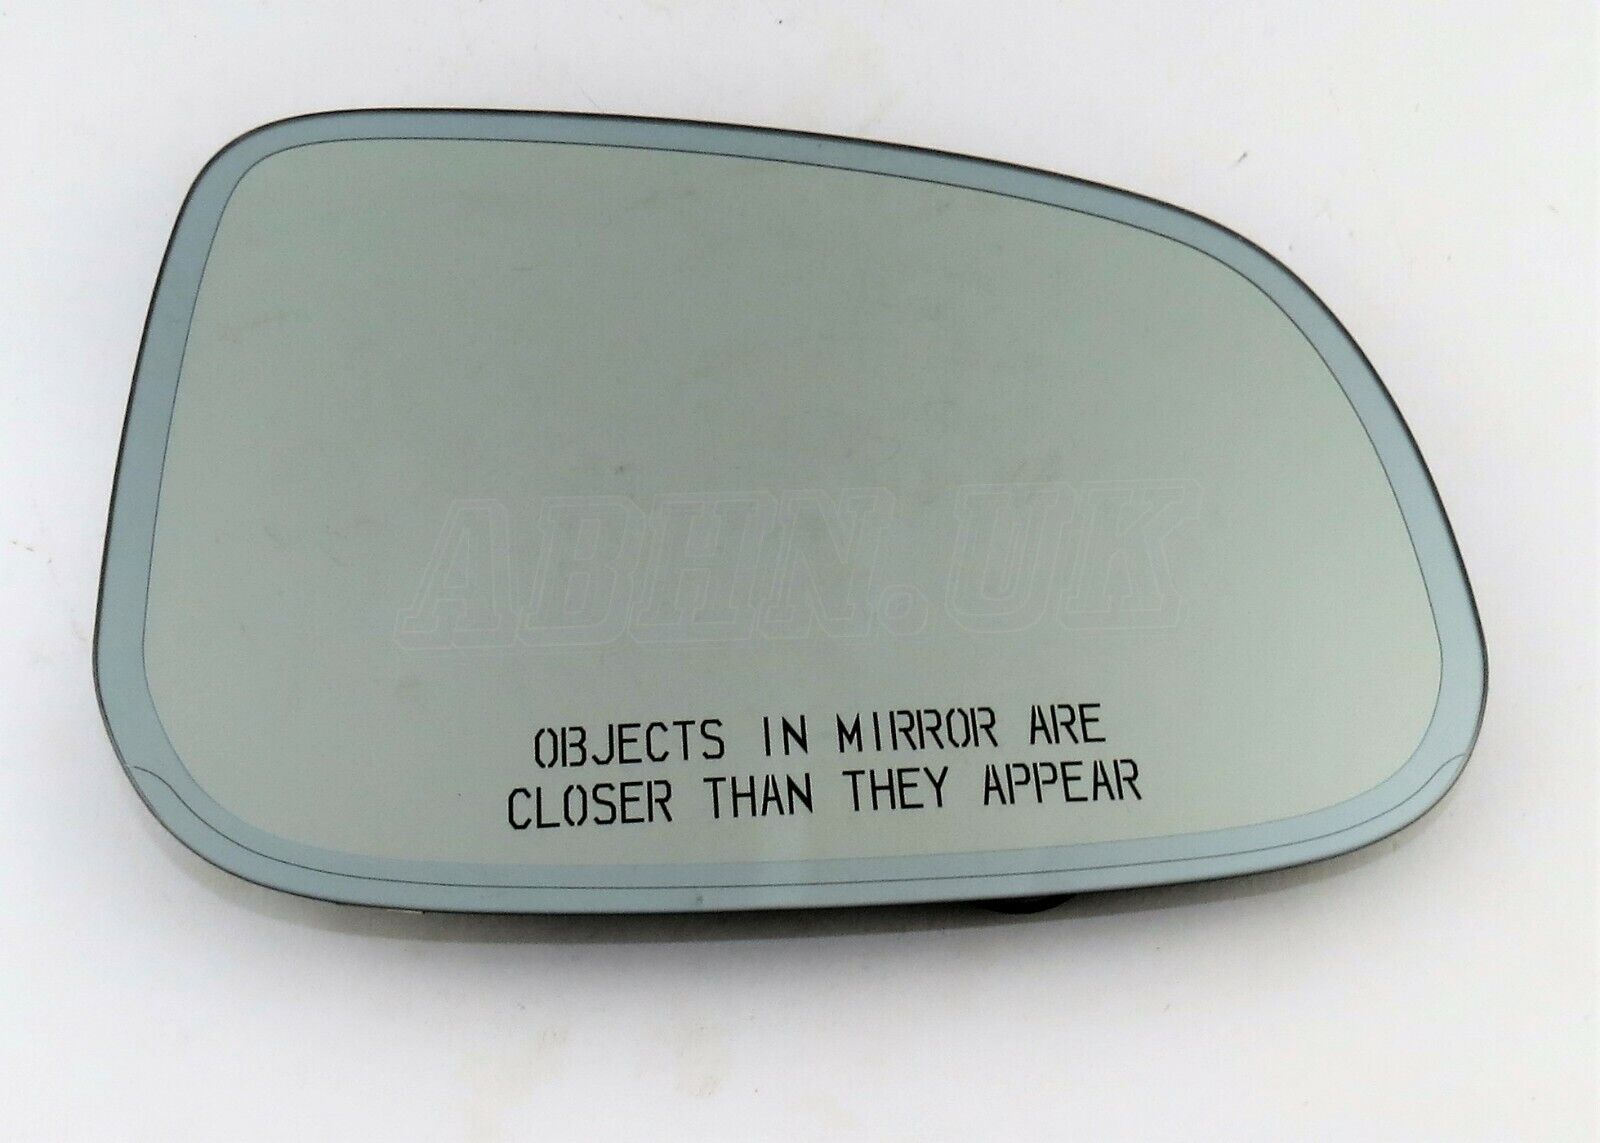 ABHN.UK
OBJECTS IN MIRROR ARE
CLOSER THAN THEY APPEAR